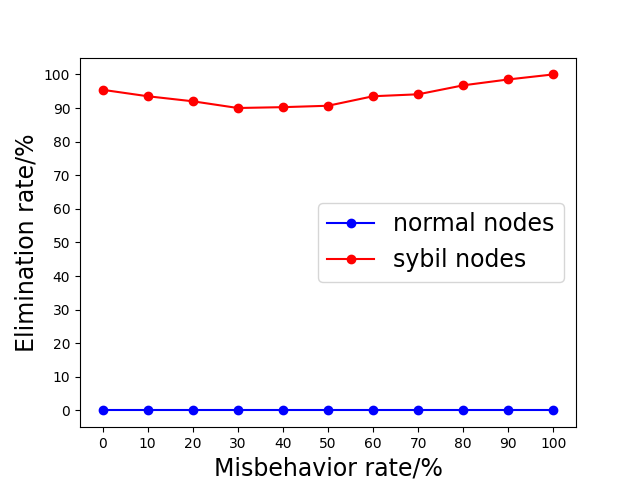 100
90
80
70
60
50
40
30
20
10
0
Elimination rate/%
normal nodes
sybil nodes
0 10 20 30 40 50 60 70 80 90 100
Misbehavior rate/%